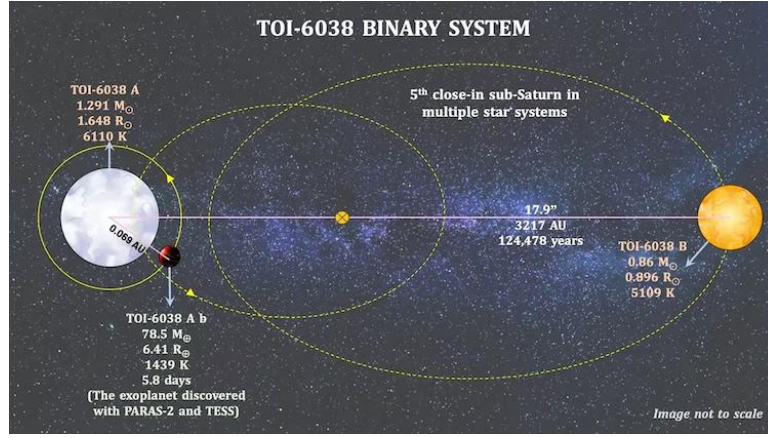 TOI-6038 BINARY SYSTEM
TOI-6038 A
1.291 M☉
1.648 R☉
6110 K
5th close-in sub-Saturn in
multiple star systems
0.069 AU
17.9"
3217 AU
124,478 years
TOI-6038 B
0.86 M☉
0.896 R☉
5109 K
TOI-6038 A b
78.5 M⊕
6.41 R⊕
1439 K
5.8 days
(The exoplanet discovered
with PARAS-2 and TESS)
Image not to scale